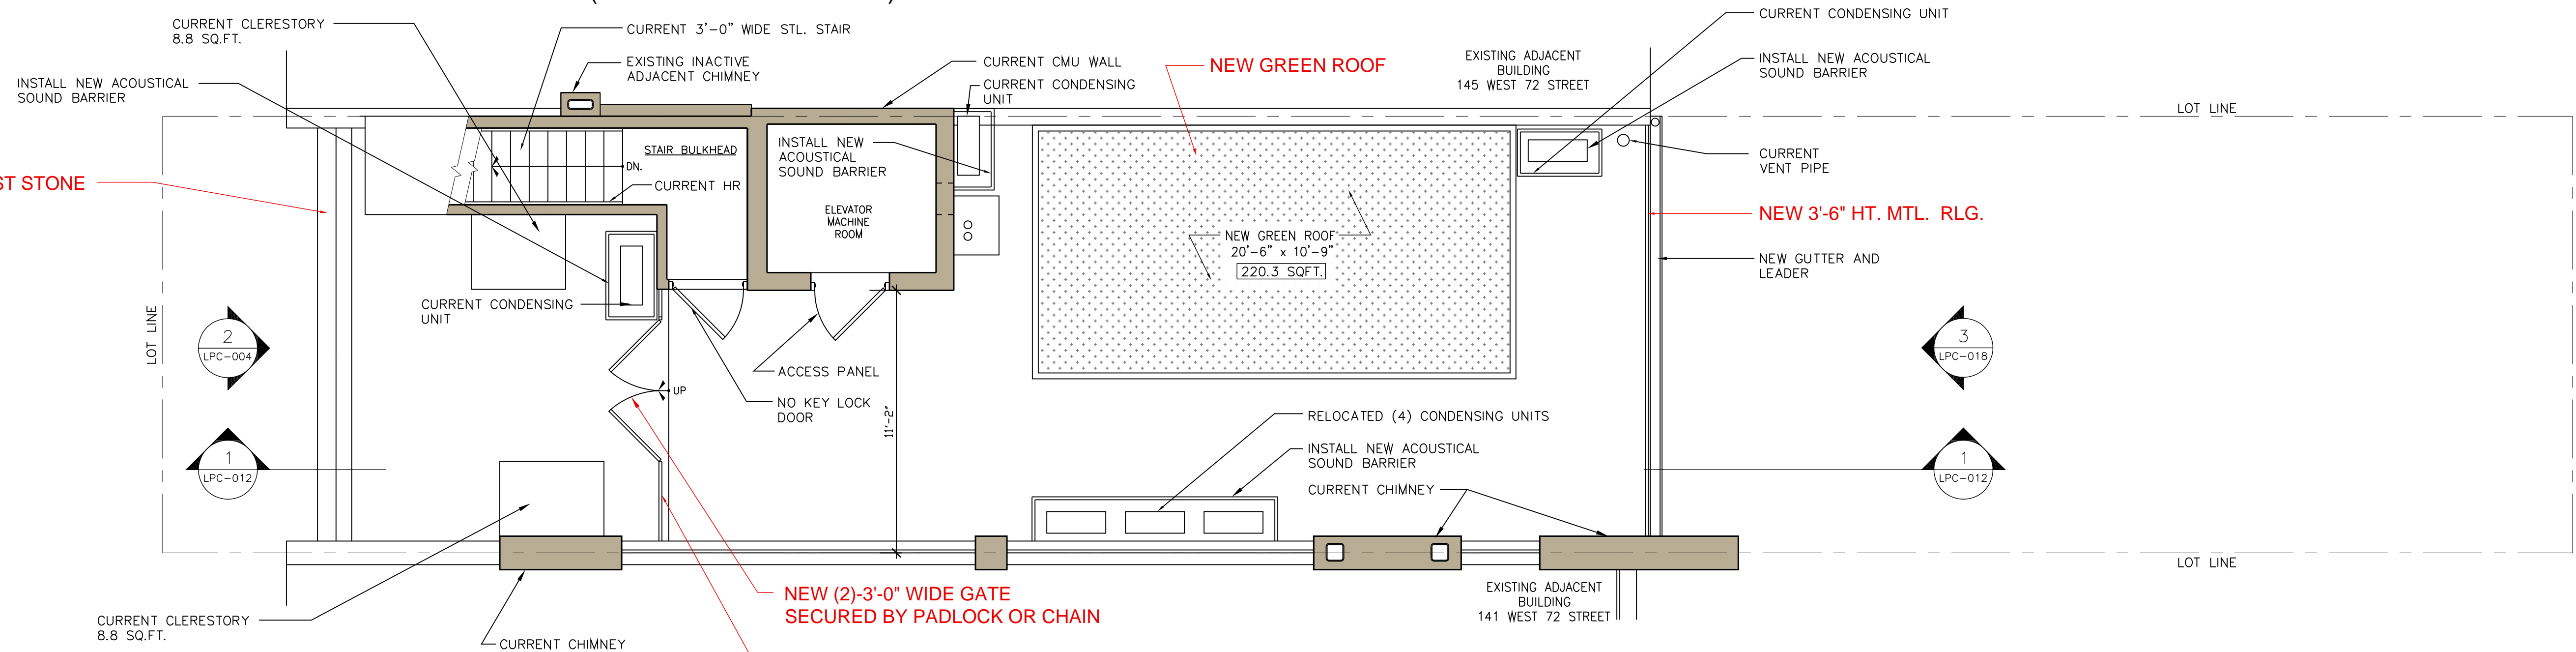 CURRENT CLERESTORY
8.8 SQ.FT.
CURRENT 3'-0" WIDE STL. STAIR
EXISTING INACTIVE
ADJACENT CHIMNEY
INSTALL NEW ACOUSTICAL
SOUND BARRIER
CURRENT CMU WALL
CURRENT CONDENSING
UNIT
NEW GREEN ROOF
EXISTING ADJACENT
BUILDING
145 WEST 72 STREET
CURRENT CONDENSING UNIT
INSTALL NEW ACOUSTICAL
SOUND BARRIER
LOT LINE
ST STONE
STAIR BULKHEAD
DN.
CURRENT HR
INSTALL NEW
ACOUSTICAL
SOUND BARRIER
ELEVATOR
MACHINE
ROOM
NEW GREEN ROOF
20'-6" x 10'-9"
220.3 SQFT.
CURRENT
VENT PIPE
NEW 3'-6" HT. MTL. RLG.
NEW GUTTER AND
LEADER
CURRENT CONDENSING
UNIT
LOT LINE
2
LPC-004
1
LPC-012
UP
ACCESS PANEL
NO KEY LOCK
DOOR
11'-2"
RELOCATED (4) CONDENSING UNITS
INSTALL NEW ACOUSTICAL
SOUND BARRIER
CURRENT CHIMNEY
3
LPC-018
1
LPC-012
LOT LINE
CURRENT CLERESTORY
8.8 SQ.FT.
CURRENT CHIMNEY
NEW (2)-3'-0" WIDE GATE
SECURED BY PADLOCK OR CHAIN
EXISTING ADJACENT
BUILDING
141 WEST 72 STREET